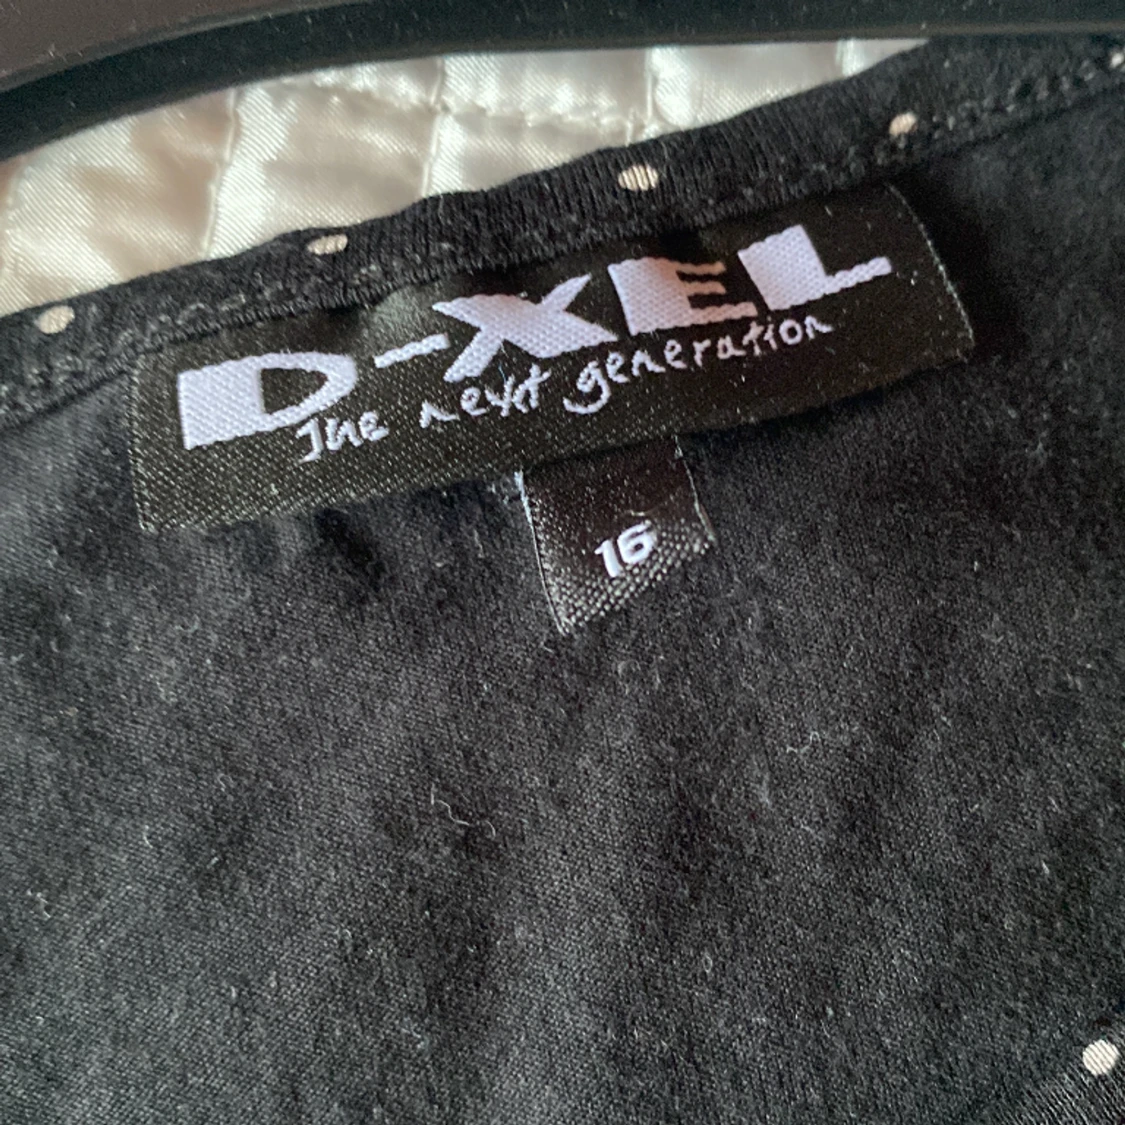 D-XEL
The next generation
16